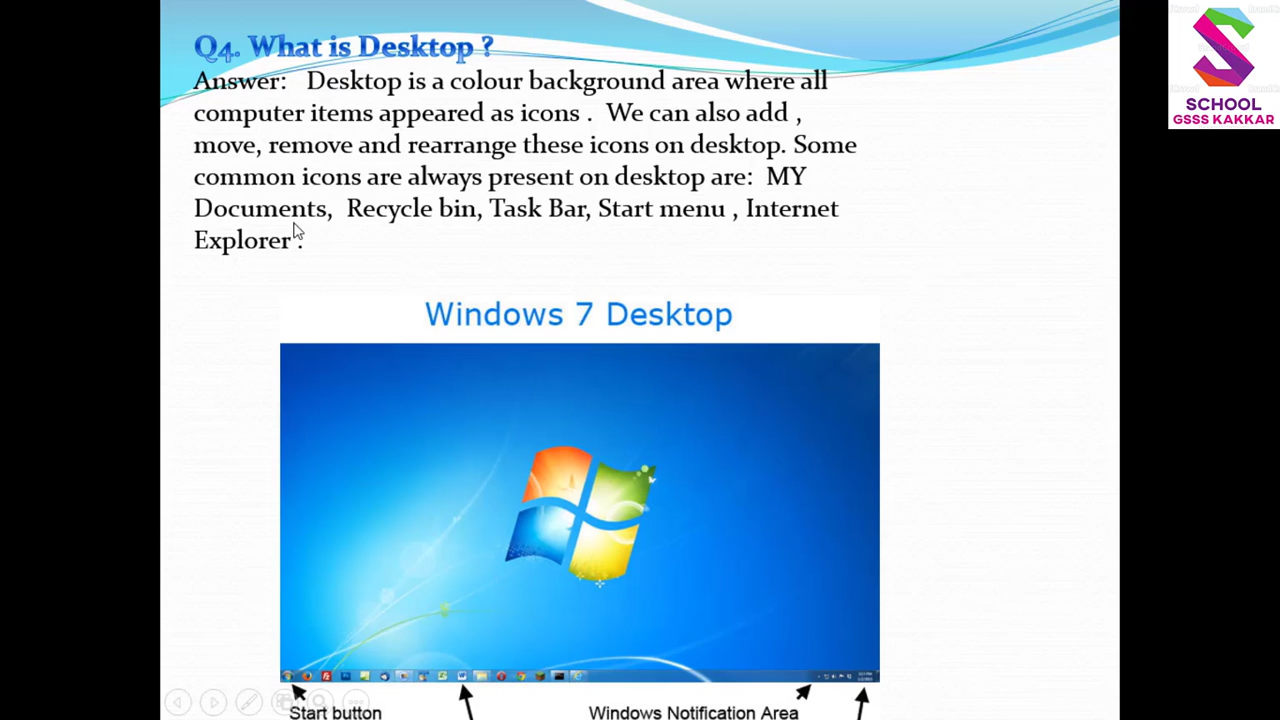 Q4. What is Desktop ?
Answer: Desktop is a colour background area where all
computer items appeared as icons . We can also add ,
move, remove and rearrange these icons on desktop. Some
common icons are always present on desktop are: MY
Documents, Recycle bin, Task Bar, Start menu , Internet
Explorer .
SCHOOL
GSSS KAKKAR
Windows 7 Desktop
Start button
Windows Notification Area